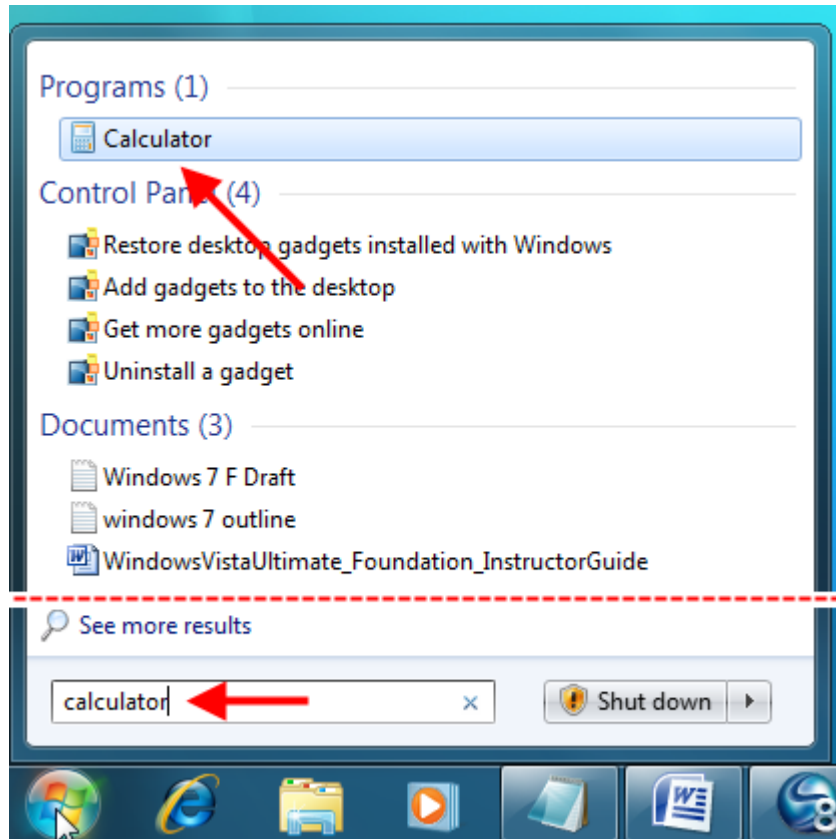 Programs (1)
Calculator
Control Pan (4)
Restore desktop gadgets installed with Windows
Add gadgets to the desktop
Get more gadgets online
Uninstall a gadget
Documents (3)
Windows 7 F Draft
windows 7 outline
WindowsVistaUltimate_Foundation_InstructorGuide
See more results
calculator
Shut down